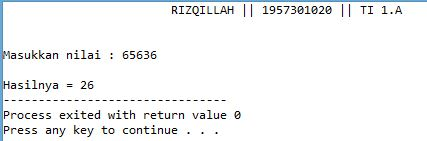 RIZQILLAH || 1957301020 || TI 1.A
Masukkan nilai : 65636
Hasilnya = 26
--------------------------------
Process exited with return value 0
Press any key to continue . . .